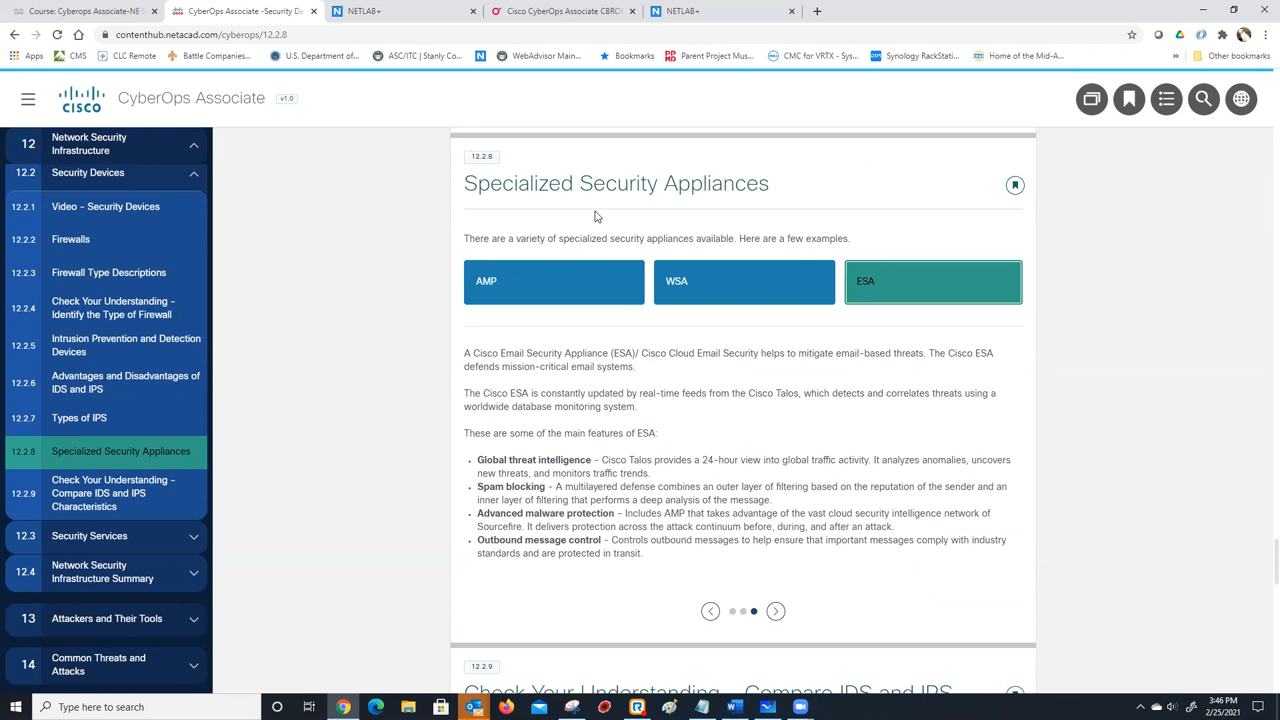 Course: CyberOps Associate-NE S
CyberOps Associate -Security De
NETLAB+
Cisco CyberOps Associate CBRO
NETLAB+
contenthub.netacad.com/cyberops/12.2.8
Apps
CMS
CLC Remote
Battle Companies...
U.S. Department of...
ASC/ITC | Stanly Co...
WebAdvisor Main...
Bookmarks
Parent Project Mus...
CMC for VRTX - Sys...
Synology RackStati...
Home of the Mid-A...
»
Other bookmarks
CISCO
CyberOps Associate
v1.0
12 Network Security
Infrastructure
12.2 Security Devices
12.2.1 Video - Security Devices
12.2.2 Firewalls
12.2.3 Firewall Type Descriptions
12.2.4 Check Your Understanding -
Identify the Type of Firewall
12.2.5 Intrusion Prevention and Detection
Devices
12.2.6 Advantages and Disadvantages of
IDS and IPS
12.2.7 Types of IPS
12.2.8 Specialized Security Appliances
12.2.9 Check Your Understanding -
Compare IDS and IPS
Characteristics
12.3 Security Services
12.4 Network Security
Infrastructure Summary
13 Attackers and Their Tools
14 Common Threats and
Attacks
12.2.8
Specialized Security Appliances
There are a variety of specialized security appliances available. Here are a few examples.
AMP
WSA
ESA
A Cisco Email Security Appliance (ESA)/ Cisco Cloud Email Security helps to mitigate email-based threats. The Cisco ESA
defends mission-critical email systems.
The Cisco ESA is constantly updated by real-time feeds from the Cisco Talos, which detects and correlates threats using a
worldwide database monitoring system.
These are some of the main features of ESA:
• Global threat intelligence - Cisco Talos provides a 24-hour view into global traffic activity. It analyzes anomalies, uncovers
new threats, and monitors traffic trends.
• Spam blocking - A multilayered defense combines an outer layer of filtering based on the reputation of the sender and an
inner layer of filtering that performs a deep analysis of the message.
• Advanced malware protection - Includes AMP that takes advantage of the vast cloud security intelligence network of
Sourcefire. It delivers protection across the attack continuum before, during, and after an attack.
• Outbound message control - Controls outbound messages to help ensure that important messages comply with industry
standards and are protected in transit.
12.2.9
Check Your Understanding - Compare IDS and IPS
Type here to search
3:46 PM
2/25/2021